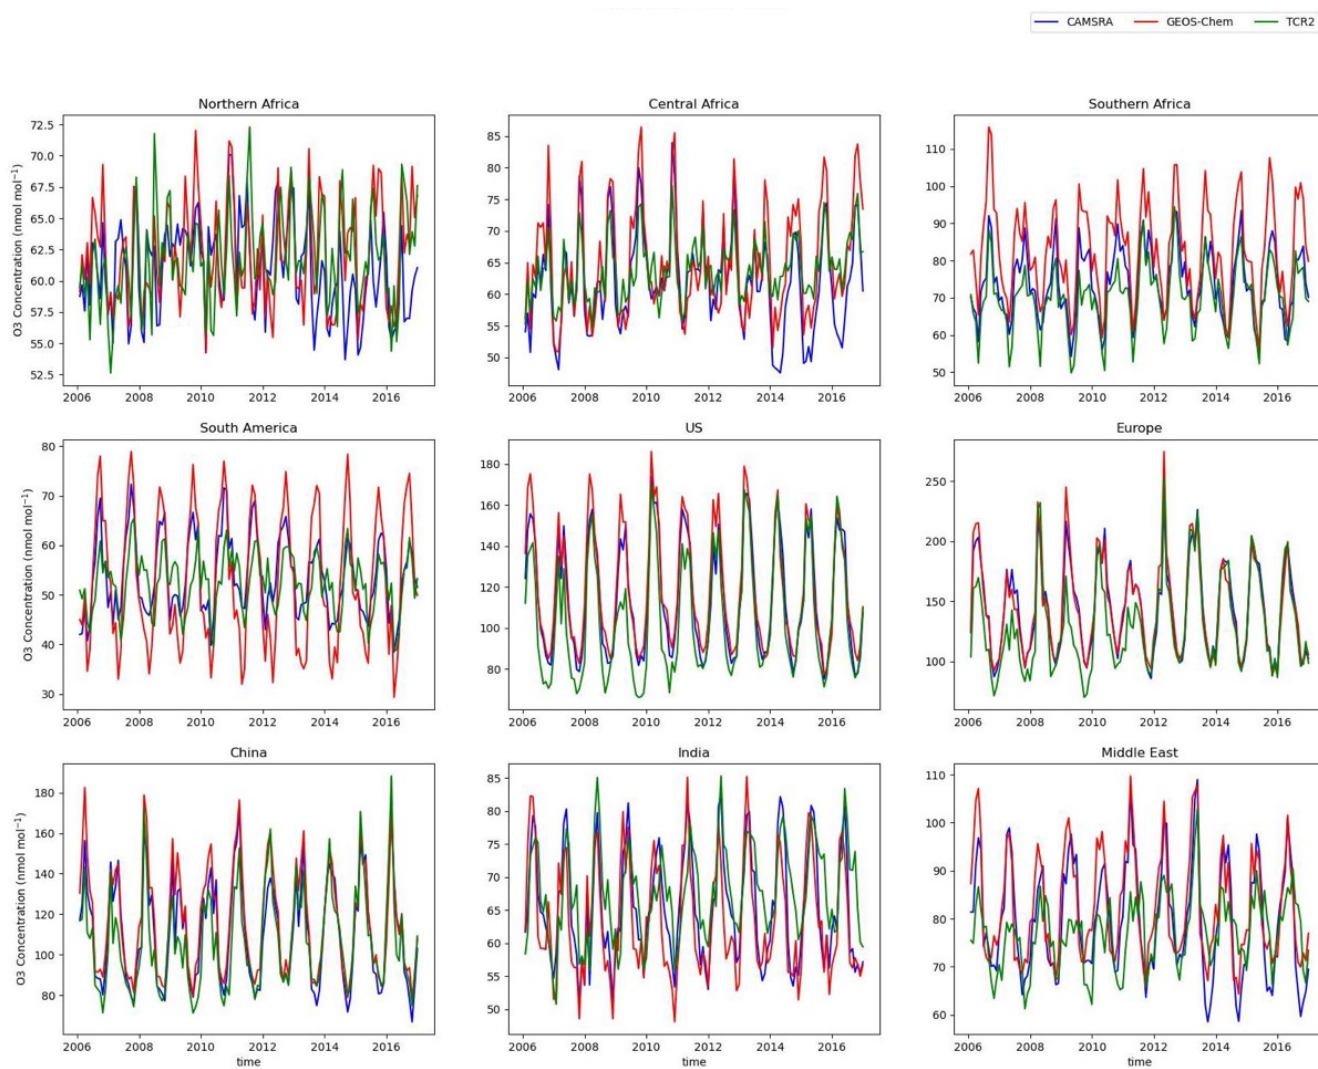 CAMSRA GEOS-Chem TCR2
Northern Africa
O3 Concentration (nmol mol⁻¹)
72.5
70.0
67.5
65.0
62.5
60.0
57.5
55.0
52.5
2006 2008 2010 2012 2014 2016
Central Africa
85
80
75
70
65
60
55
50
2006 2008 2010 2012 2014 2016
Southern Africa
110
100
90
80
70
60
50
2006 2008 2010 2012 2014 2016
South America
O3 Concentration (nmol mol⁻¹)
80
70
60
50
40
30
2006 2008 2010 2012 2014 2016
US
180
160
140
120
100
80
2006 2008 2010 2012 2014 2016
Europe
250
200
150
100
2006 2008 2010 2012 2014 2016
China
O3 Concentration (nmol mol⁻¹)
180
160
140
120
100
80
2006 2008 2010 2012 2014 2016
time
India
85
80
75
70
65
60
55
50
2006 2008 2010 2012 2014 2016
time
Middle East
110
100
90
80
70
60
2006 2008 2010 2012 2014 2016
time